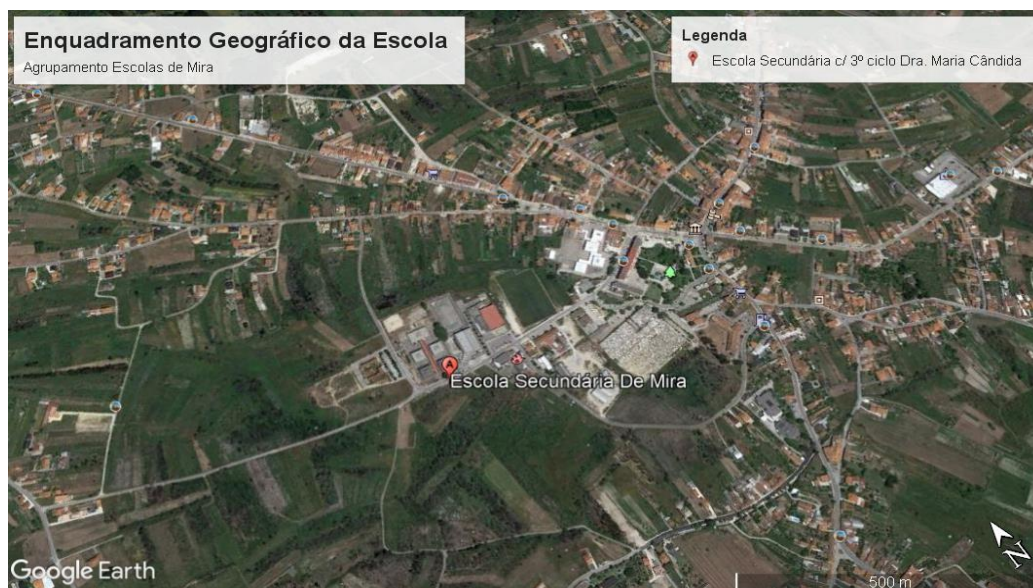 Enquadramento Geográfico da Escola
Agrupamento Escolas de Mira
Legenda
Escola Secundária c/ 3º ciclo Dra. Maria Cândida
A
Escola Secundária De Mira
Google Earth
N
500 m